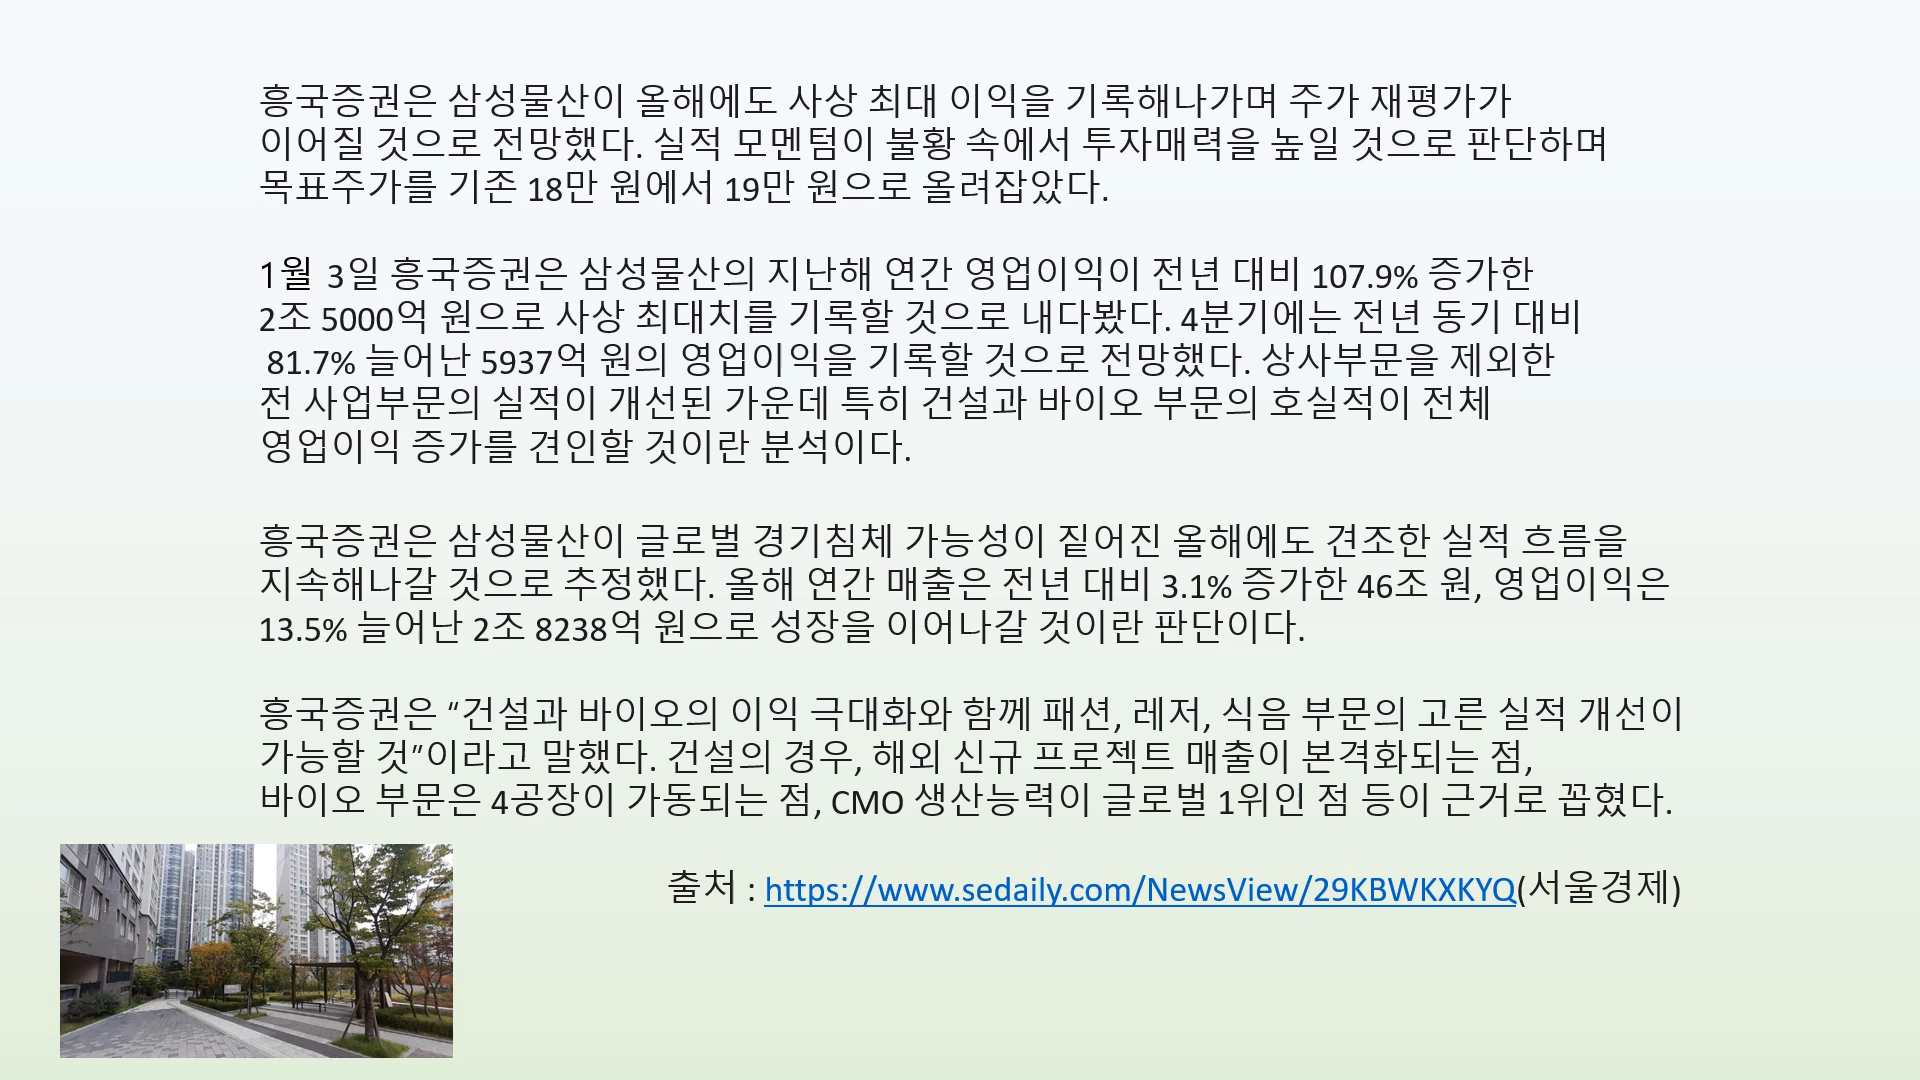 흥국증권은 삼성물산이 올해에도 사상 최대 이익을 기록해나가며 주가 재평가가
이어질 것으로 전망했다. 실적 모멘텀이 불황 속에서 투자매력을 높일 것으로 판단하며
목표주가를 기존 18만 원에서 19만 원으로 올려잡았다.
1월 3일 흥국증권은 삼성물산의 지난해 연간 영업이익이 전년 대비 107.9% 증가한
2조 5000억 원으로 사상 최대치를 기록할 것으로 내다봤다. 4분기에는 전년 동기 대비
81.7% 늘어난 5937억 원의 영업이익을 기록할 것으로 전망했다. 상사부문을 제외한
전 사업부문의 실적이 개선된 가운데 특히 건설과 바이오 부문의 호실적이 전체
영업이익 증가를 견인할 것이란 분석이다.
흥국증권은 삼성물산이 글로벌 경기침체 가능성이 짙어진 올해에도 견조한 실적 흐름을
지속해나갈 것으로 추정했다. 올해 연간 매출은 전년 대비 3.1% 증가한 46조 원, 영업이익은
13.5% 늘어난 2조 8238억 원으로 성장을 이어나갈 것이란 판단이다.
흥국증권은 “건설과 바이오의 이익 극대화와 함께 패션, 레저, 식음 부문의 고른 실적 개선이
가능할 것”이라고 말했다. 건설의 경우, 해외 신규 프로젝트 매출이 본격화되는 점,
바이오 부문은 4공장이 가동되는 점, CMO 생산능력이 글로벌 1위인 점 등이 근거로 꼽혔다.
출처 : https://www.sedaily.com/NewsView/29KBWKXKYQ(서울경제)